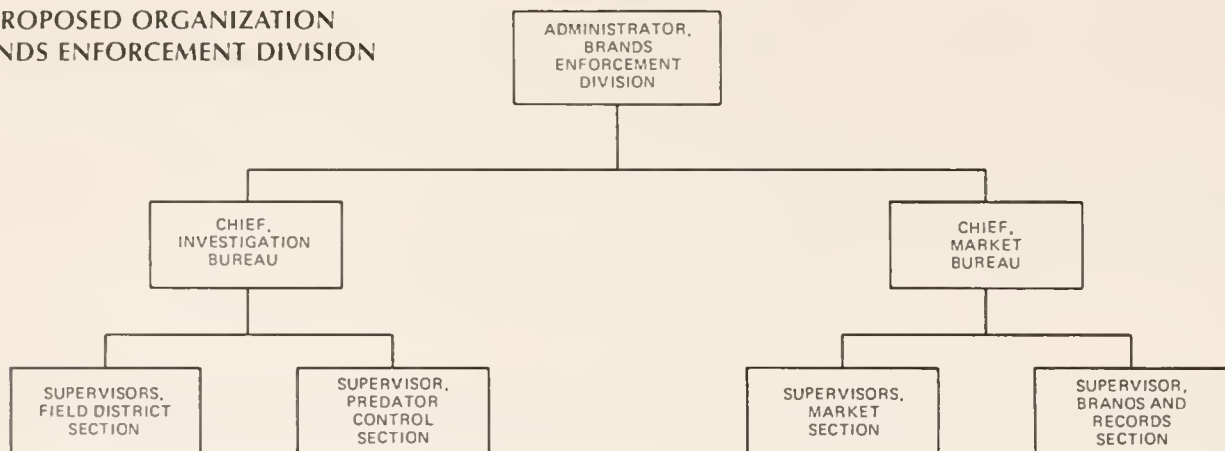 ROPOSED ORGANIZATION
NDS ENFORCEMENT DIVISION
ADMINISTRATOR,
BRANDS
ENFORCEMENT
DIVISION
CHIEF,
INVESTIGATION
BUREAU
CHIEF,
MARKET
BUREAU
SUPERVISORS,
FIELD DISTRICT
SECTION
SUPERVISOR,
PREDATOR
CONTROL
SECTION
SUPERVISORS,
MARKET
SECTION
SUPERVISOR,
BRANOS AND
RECORDS
SECTION